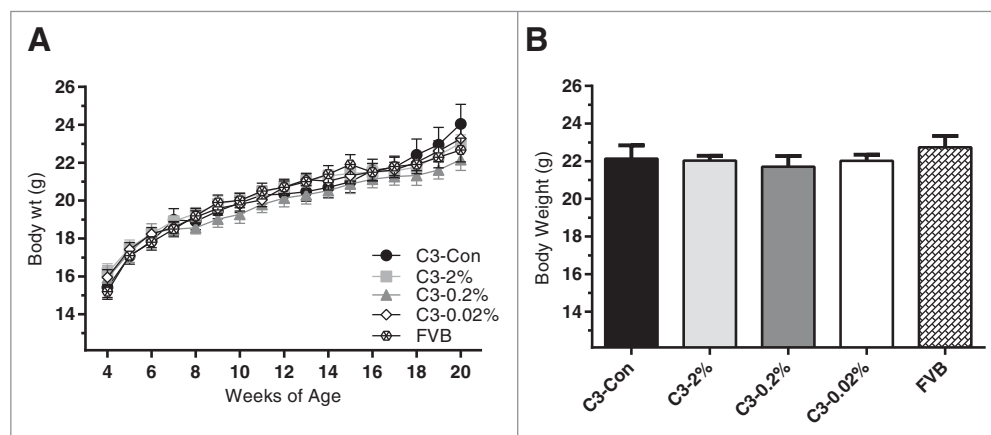 A
Body wt (g)
26
24
22
20
18
16
14
4 6 8 10 12 14 16 18 20
Weeks of Age
C3-Con
C3-2%
C3-0.2%
C3-0.02%
FVB
B
Body Weight (g)
26
24
22
20
18
16
14
C3-Con
C3-2%
C3-0.2%
C3-0.02%
FVB